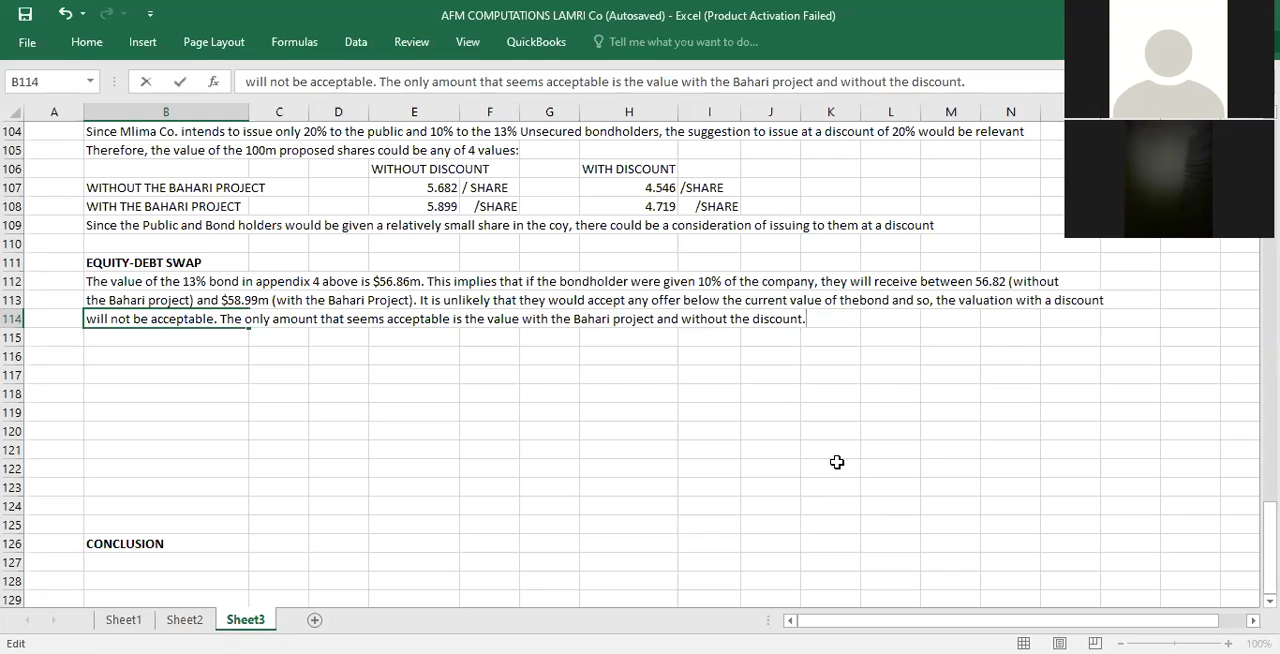 AFM COMPUTATIONS LAMRI Co (Autosaved) - Excel (Product Activation Failed)
File Home Insert Page Layout Formulas Data Review View QuickBooks Tell me what you want to do...
B114 fx will not be acceptable. The only amount that seems acceptable is the value with the Bahari project and without the discount.
A B C D E F G H I J K L M N
104 Since Mlima Co. intends to issue only 20% to the public and 10% to the 13% Unsecured bondholders, the suggestion to issue at a discount of 20% would be relevant
105 Therefore, the value of the 100m proposed shares could be any of 4 values:
106 WITHOUT DISCOUNT WITH DISCOUNT
107 WITHOUT THE BAHARI PROJECT 5.682 / SHARE 4.546 /SHARE
108 WITH THE BAHARI PROJECT 5.899 /SHARE 4.719 /SHARE
109 Since the Public and Bond holders would be given a relatively small share in the coy, there could be a consideration of issuing to them at a discount
110
111 EQUITY-DEBT SWAP
112 The value of the 13% bond in appendix 4 above is $56.86m. This implies that if the bondholder were given 10% of the company, they will receive between 56.82 (without
113 the Bahari project) and $58.99m (with the Bahari Project). It is unlikely that they would accept any offer below the current value of thebond and so, the valuation with a discount
114 will not be acceptable. The only amount that seems acceptable is the value with the Bahari project and without the discount.
115
116
117
118
119
120
121
122
123
124
125
126 CONCLUSION
127
128
129
Sheet1 Sheet2 Sheet3
Edit 100%